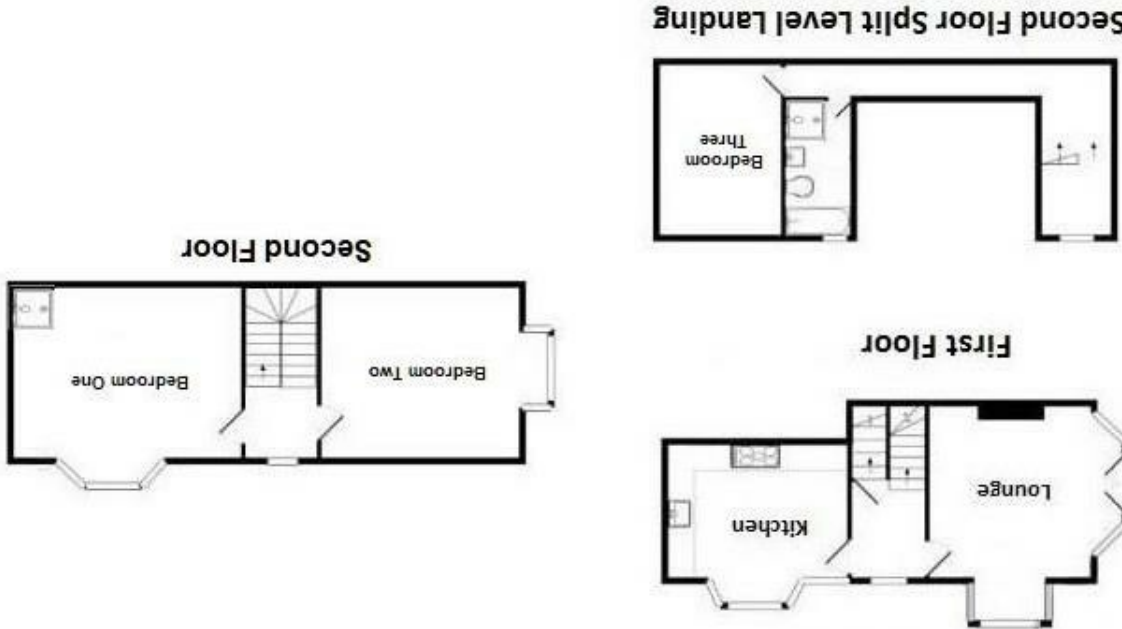 Lounge
Kitchen
First Floor
Bedroom Two
Bedroom One
Second Floor
Bedroom
Three
Second Floor Split Level Landing